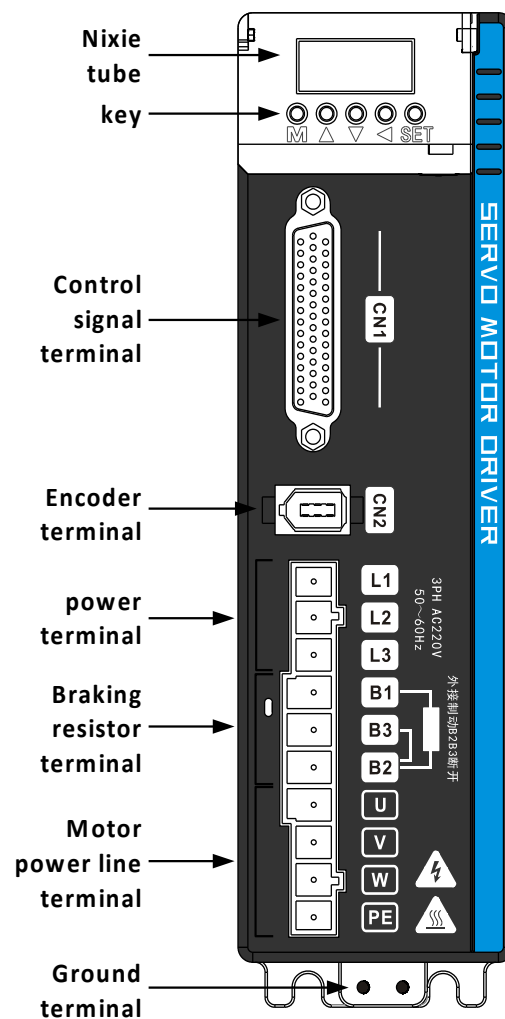 Nixie
tube
key
M △ ▽ ◁ SET
Control
signal
terminal
CN1
SERVO MOTOR DRIVER
Encoder
terminal
CN2
power
terminal
L1
L2
L3
3PH AC220V
50~60Hz
Braking
resistor
terminal
B1
B3
B2
外接制动B2B3断开
Motor
power line
terminal
U
V
W
PE
Ground
terminal